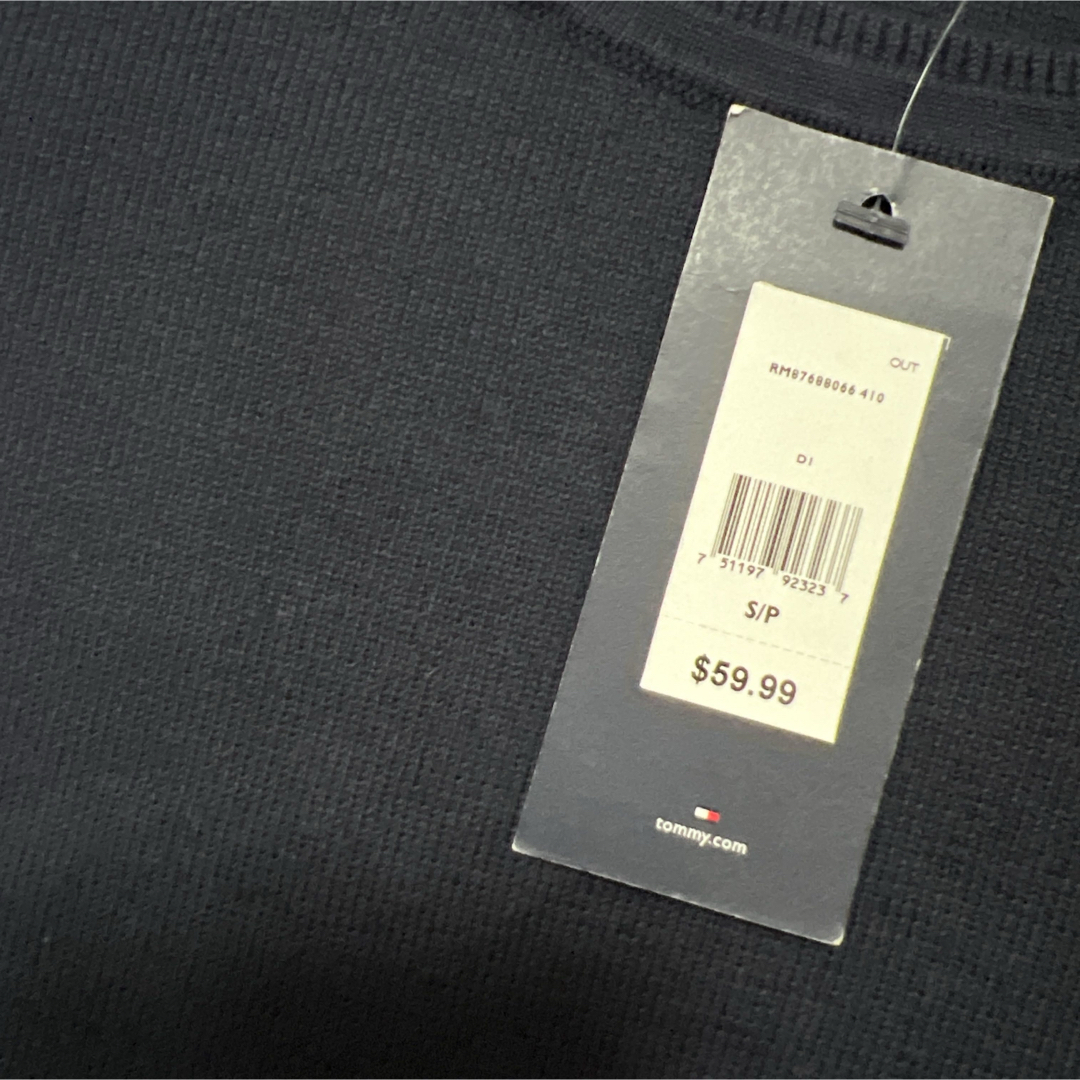 OUT
RM87688066 410
D1
7 51197 92323 7
S/P
$59.99
tommy.com